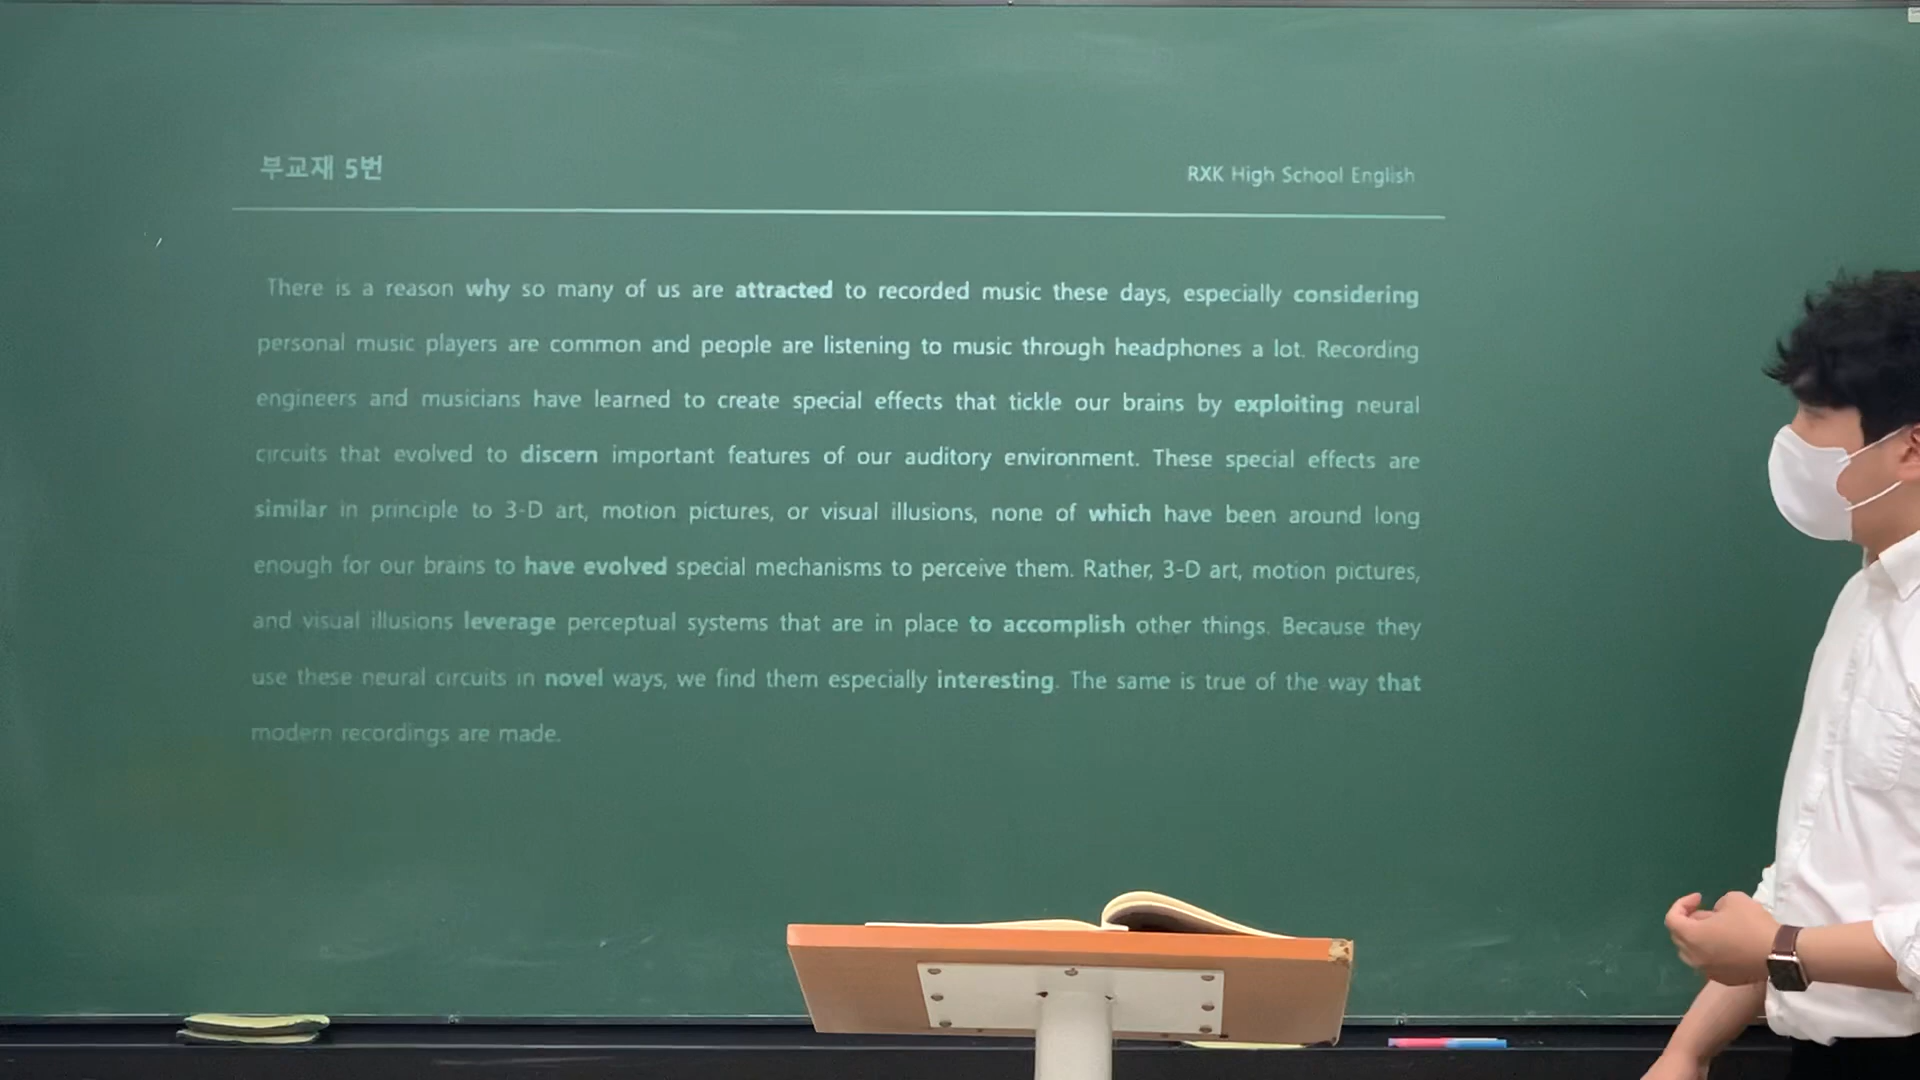 부교재 5번
RXK High School English
There is a reason why so many of us are attracted to recorded music these days, especially considering
personal music players are common and people are listening to music through headphones a lot. Recording
engineers and musicians have learned to create special effects that tickle our brains by exploiting neural
circuits that evolved to discern important features of our auditory environment. These special effects are
similar in principle to 3-D art, motion pictures, or visual illusions, none of which have been around long
enough for our brains to have evolved special mechanisms to perceive them. Rather, 3-D art, motion pictures,
and visual illusions leverage perceptual systems that are in place to accomplish other things. Because they
use these neural circuits in novel ways, we find them especially interesting. The same is true of the way that
modern recordings are made.